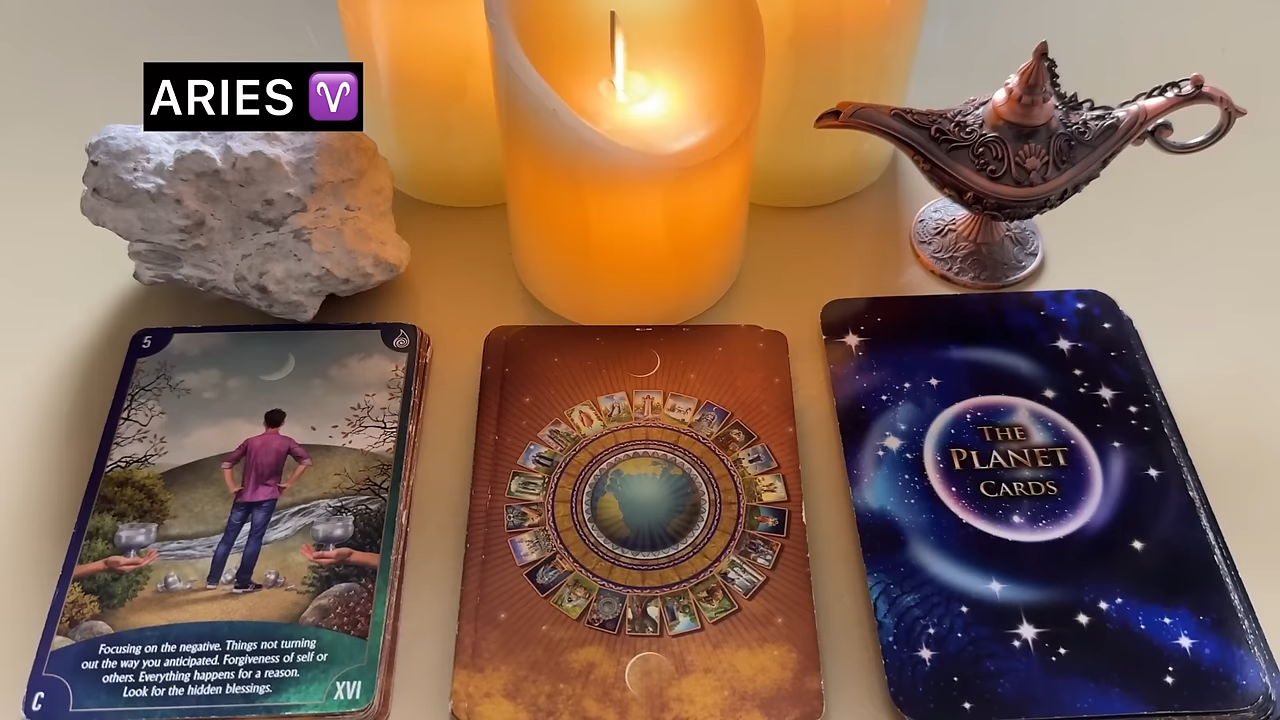 ARIES ♈
5
Focusing on the negative. Things not turning
out the way you anticipated. Forgiveness of self or
others. Everything happens for a reason.
Look for the hidden blessings.
C
XVI
THE
PLANET
CARDS